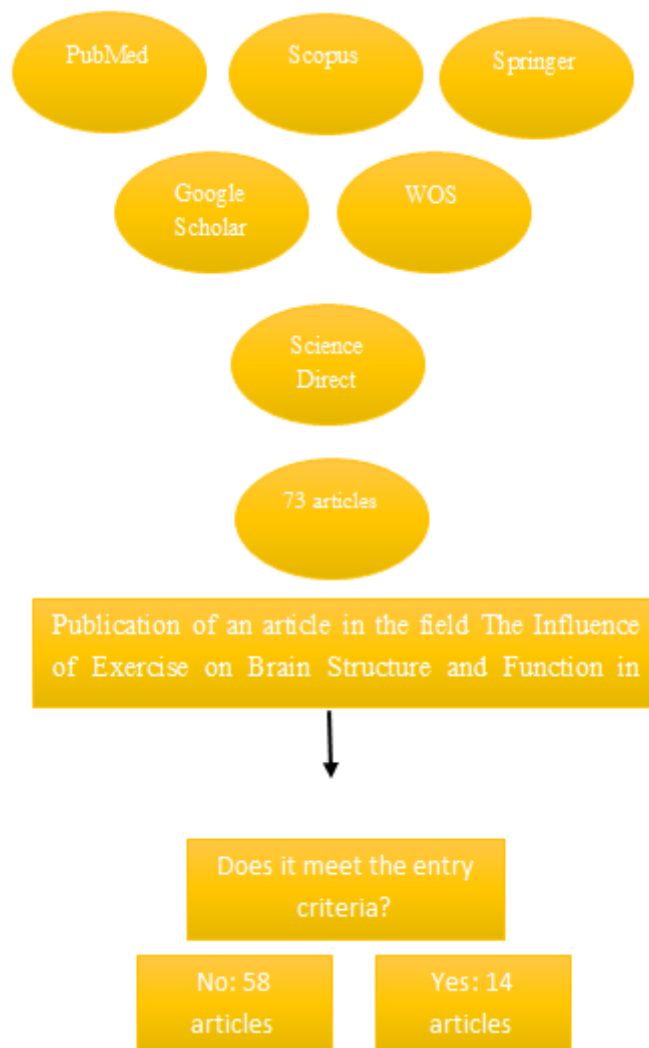 PubMed
Scopus
Springer
Google
Scholar
WOS
Science
Direct
73 articles
Publication of an article in the field The Influence
of Exercise on Brain Structure and Function in
Does it meet the entry
criteria?
No: 58
articles
Yes: 14
articles